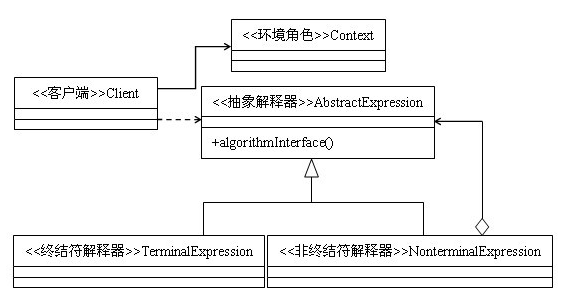 <<环境角色>>Context
<<客户端>>Client
<<抽象解释器>>AbstractExpression
+algorithmInterface()
<<终结符解释器>>TerminalExpression
<<非终结符解释器>>NonterminalExpression